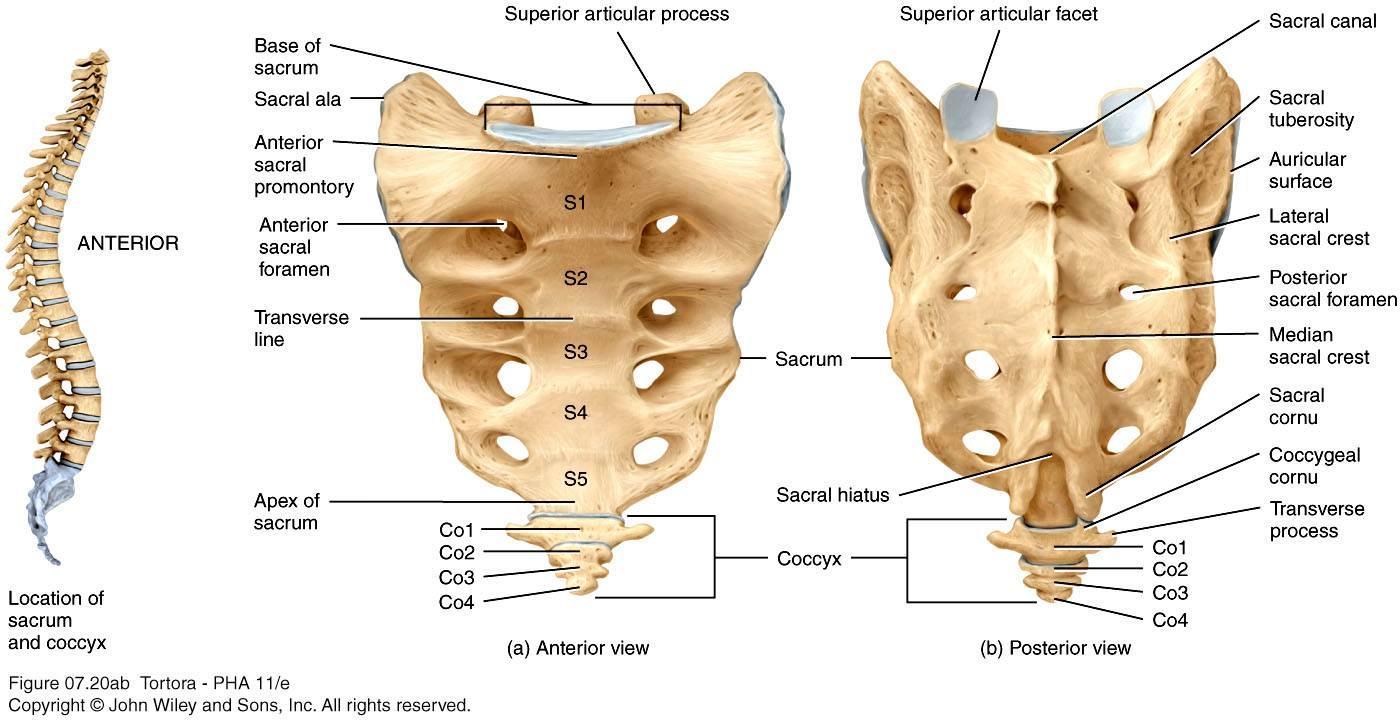 ANTERIOR
Location of
sacrum
and coccyx
Superior articular process
Base of
sacrum
Sacral ala
Anterior
sacral
promontory
Anterior
sacral
foramen
Transverse
line
Apex of
sacrum
S1
S2
S3
S4
S5
Co1
Co2
Co3
Co4
(a) Anterior view
Sacrum
Sacral hiatus
Coccyx
Superior articular facet
Sacral canal
Sacral
tuberosity
Auricular
surface
Lateral
sacral crest
Posterior
sacral foramen
Median
sacral crest
Sacral
cornu
Coccygeal
cornu
Transverse
process
Co1
Co2
Co3
Co4
(b) Posterior view
Figure 07.20ab Tortora - PHA 11/e
Copyright © John Wiley and Sons, Inc. All rights reserved.